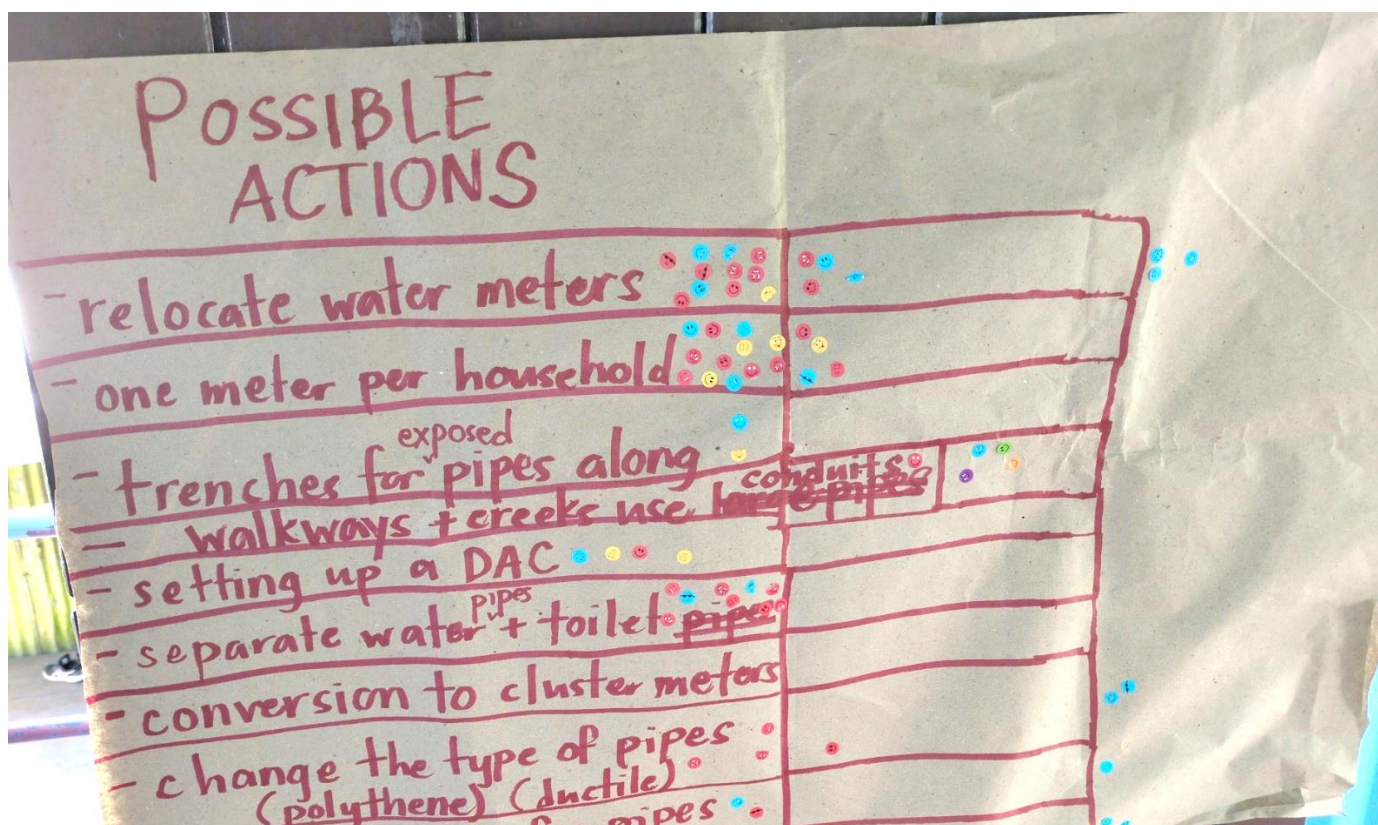 POSSIBLE
ACTIONS
- relocate water meters
- one meter per household
- trenches for exposed pipes along
- walkways + creeks use large pipes conduits
- setting up a DAC
- separate water pipes + toilet pipe
- conversion to cluster meters
- change the type of pipes
(polythene) (ductile)
pipes